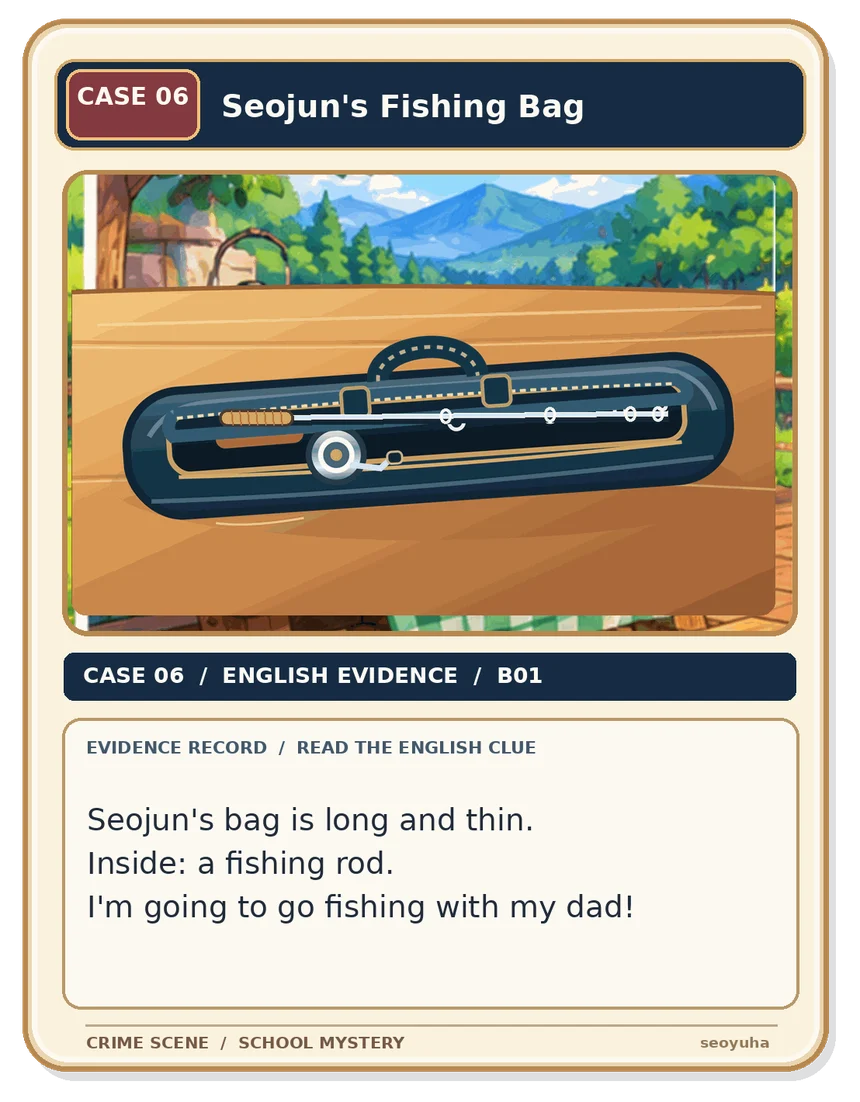 CASE 06
Seojun's Fishing Bag
CASE 06 / ENGLISH EVIDENCE / B01
EVIDENCE RECORD / READ THE ENGLISH CLUE
Seojun's bag is long and thin.
Inside: a fishing rod.
I'm going to go fishing with my dad!
CRIME SCENE / SCHOOL MYSTERY
seoyuha